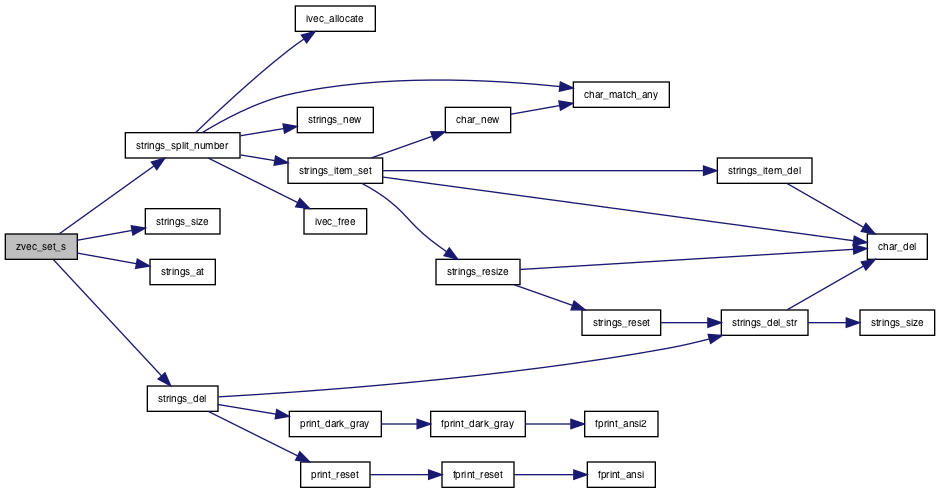 ivec_allocate
char_match_any
strings_new
char_new
strings_split_number
strings_item_set
strings_item_del
strings_size
ivec_free
zvec_set_s
char_del
strings_at
strings_resize
strings_reset
strings_del_str
strings_size
strings_del
print_dark_gray
fprint_dark_gray
fprint_ansi2
print_reset
fprint_reset
fprint_ansi